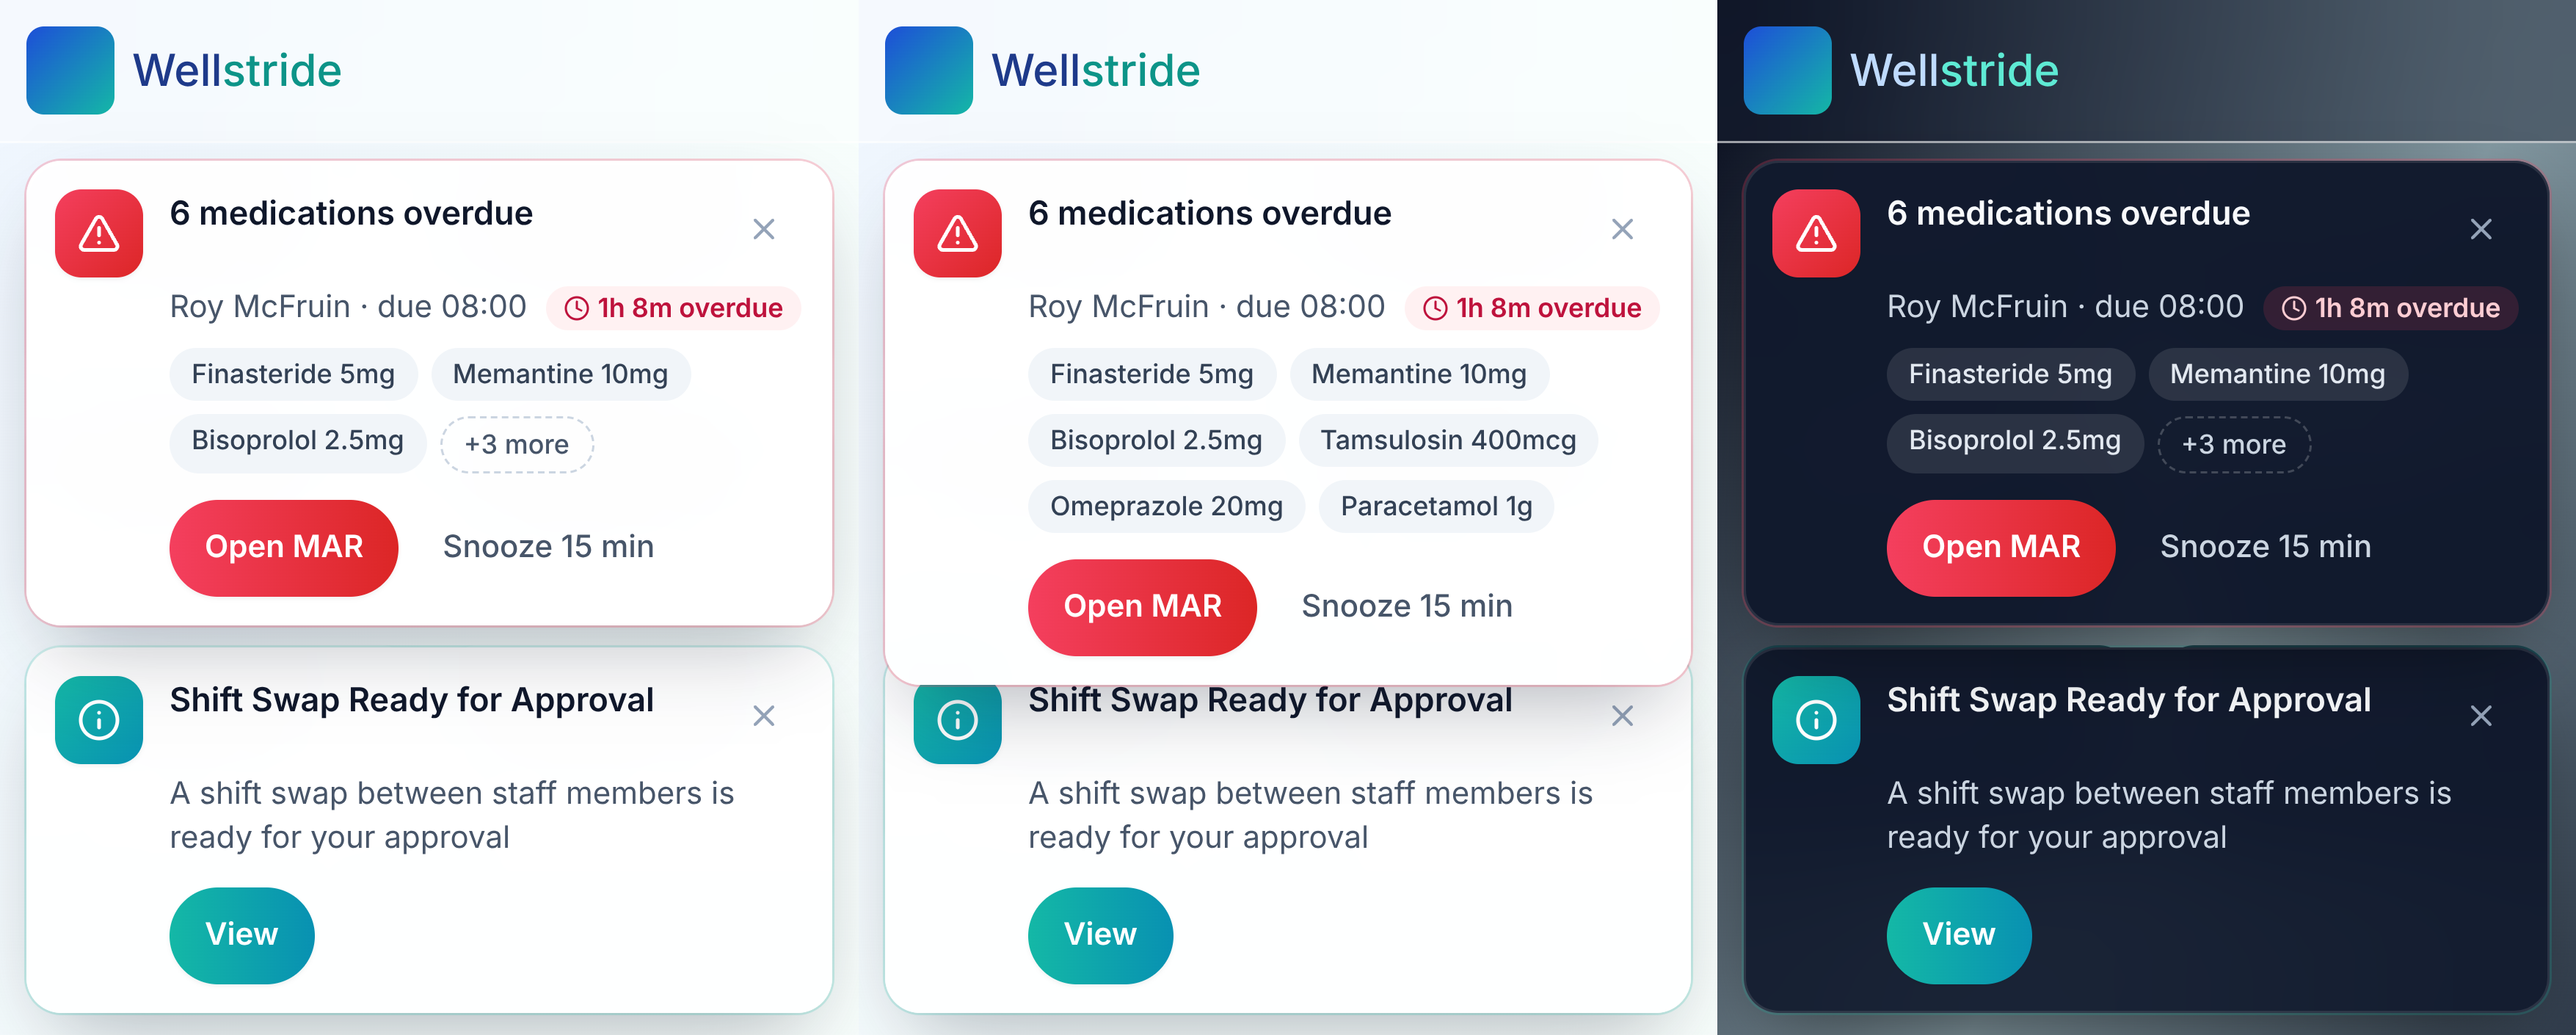 Wellstride
6 medications overdue
Roy McFruin · due 08:00 1h 8m overdue
Finasteride 5mg Memantine 10mg
Bisoprolol 2.5mg +3 more
Open MAR Snooze 15 min
Shift Swap Ready for Approval
A shift swap between staff members is
ready for your approval
View
Wellstride
6 medications overdue
Roy McFruin · due 08:00 1h 8m overdue
Finasteride 5mg Memantine 10mg
Bisoprolol 2.5mg Tamsulosin 400mcg
Omeprazole 20mg Paracetamol 1g
Open MAR Snooze 15 min
Shift Swap Ready for Approval
A shift swap between staff members is
ready for your approval
View
Wellstride
6 medications overdue
Roy McFruin · due 08:00 1h 8m overdue
Finasteride 5mg Memantine 10mg
Bisoprolol 2.5mg +3 more
Open MAR Snooze 15 min
Shift Swap Ready for Approval
A shift swap between staff members is
ready for your approval
View